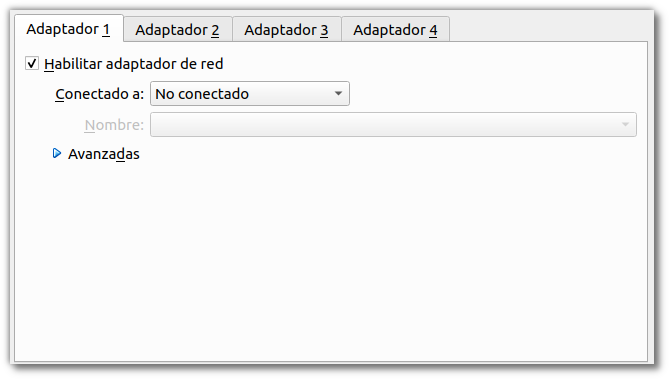 Adaptador 1 Adaptador 2 Adaptador 3 Adaptador 4
Habilitar adaptador de red
Conectado a: No conectado
Nombre:
Avanzadas